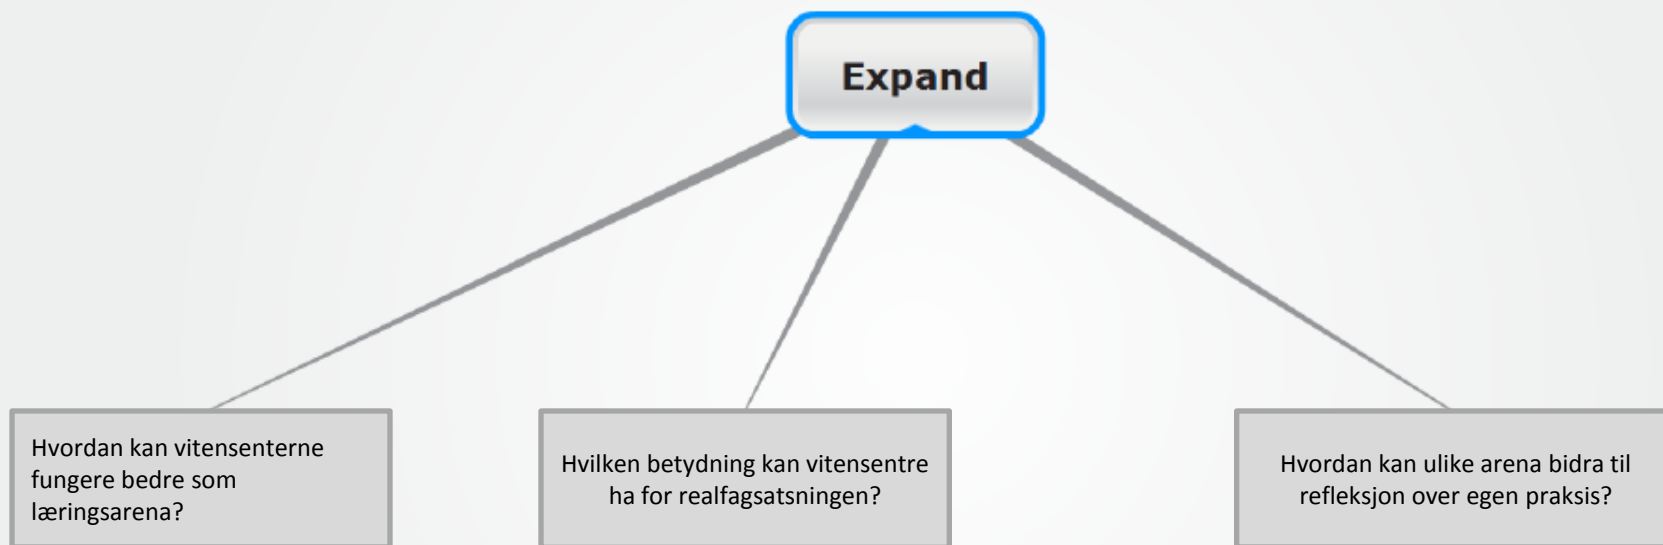 Expand
Hvordan kan vitensenterne
fungere bedre som
læringsarena?
Hvilken betydning kan vitensentre
ha for realfagsatsningen?
Hvordan kan ulike arena bidra til
refleksjon over egen praksis?